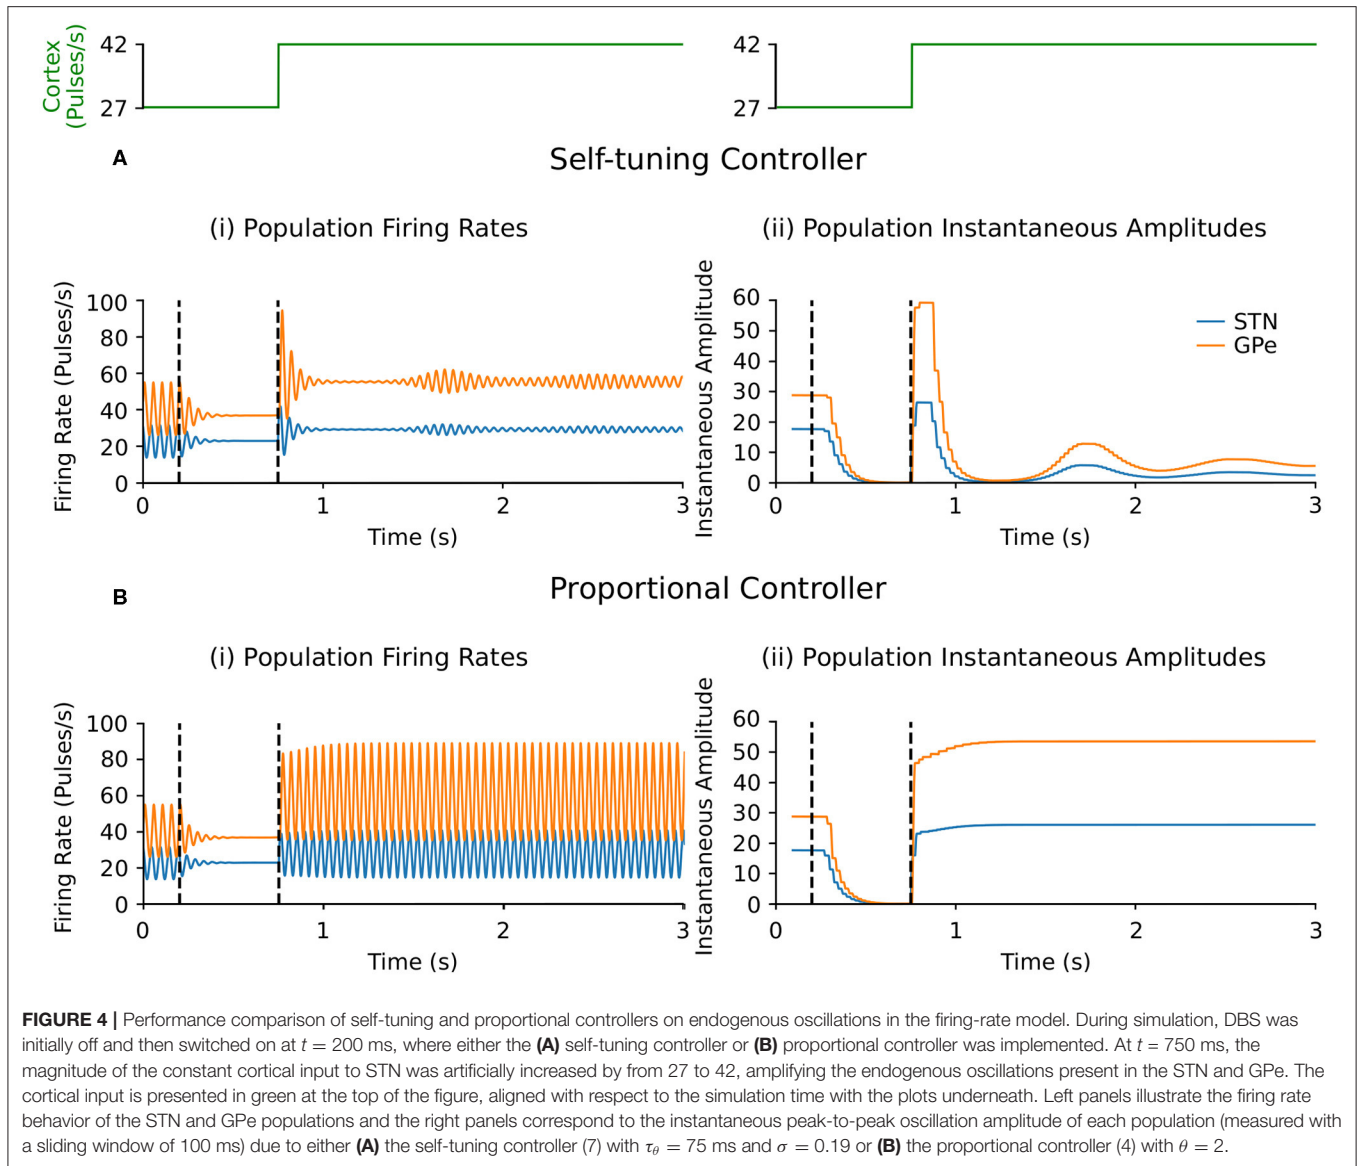 Cortex
(Pulses/s)
42
27
42
27
A
Self-tuning Controller
(i) Population Firing Rates
(ii) Population Instantaneous Amplitudes
Firing Rate (Pulses/s)
100
80
60
40
20
0
0 1 2 3
Time (s)
Instantaneous Amplitude
60
50
40
30
20
10
0
STN
GPe
0 1 2 3
Time (s)
B
Proportional Controller
(i) Population Firing Rates
(ii) Population Instantaneous Amplitudes
Firing Rate (Pulses/s)
100
80
60
40
20
0
0 1 2 3
Time (s)
Instantaneous Amplitude
60
50
40
30
20
10
0
0 1 2 3
Time (s)
FIGURE 4 | Performance comparison of self-tuning and proportional controllers on endogenous oscillations in the firing-rate model. During simulation, DBS was
initially off and then switched on at t = 200 ms, where either the (A) self-tuning controller or (B) proportional controller was implemented. At t = 750 ms, the
magnitude of the constant cortical input to STN was artificially increased by from 27 to 42, amplifying the endogenous oscillations present in the STN and GPe. The
cortical input is presented in green at the top of the figure, aligned with respect to the simulation time with the plots underneath. Left panels illustrate the firing rate
behavior of the STN and GPe populations and the right panels correspond to the instantaneous peak-to-peak oscillation amplitude of each population (measured with
a sliding window of 100 ms) due to either (A) the self-tuning controller (7) with τθ = 75 ms and σ = 0.19 or (B) the proportional controller (4) with θ = 2.